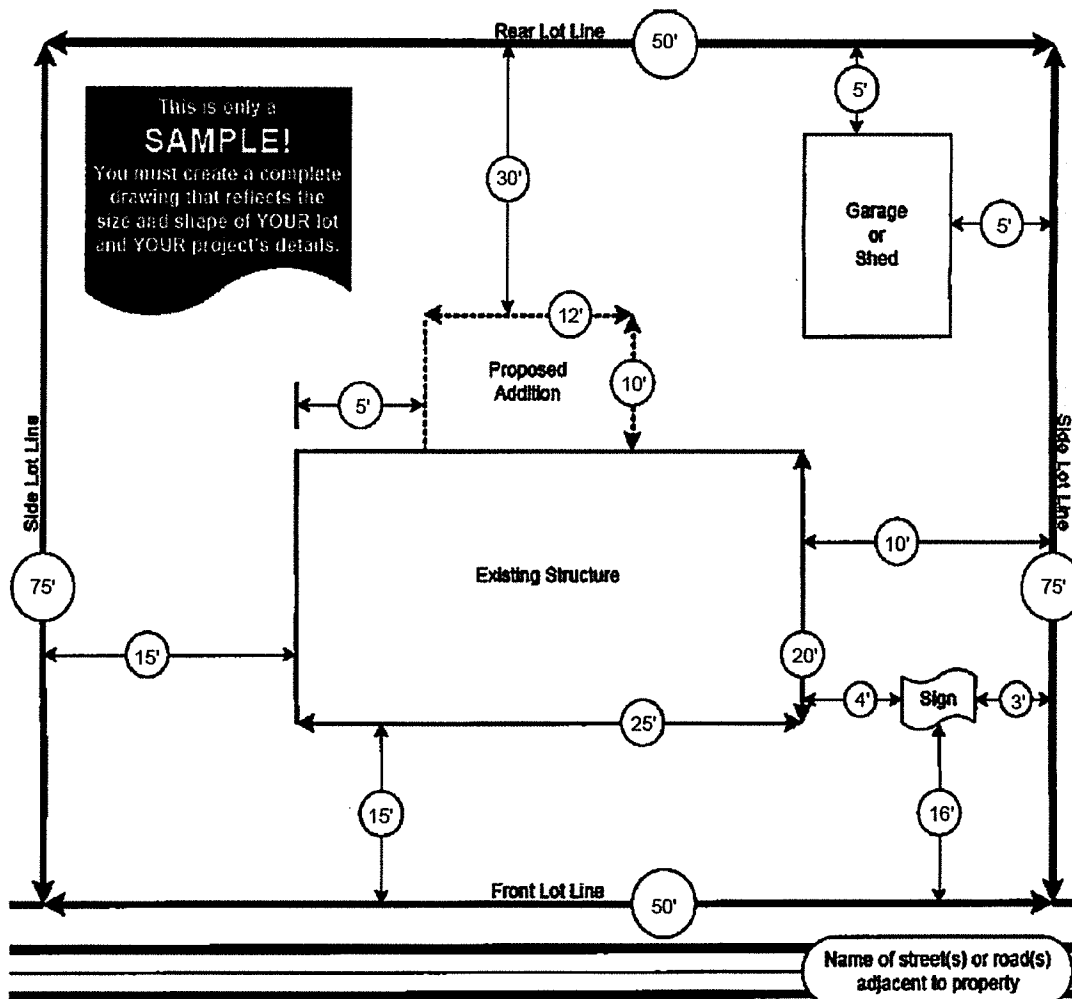 Rear Lot Line
50'
This is only a
SAMPLE!
You must create a complete
drawing that reflects the
size and shape of YOUR lot
and YOUR project's details.
5'
30'
Garage
or
Shed
5'
12'
Proposed
Addition
10'
5'
Side Lot Line
Side Lot Line
10'
Existing Structure
75'
75'
15'
20'
4'
Sign
3'
25'
15'
16'
Front Lot Line
50'
Name of street(s) or road(s)
adjacent to property